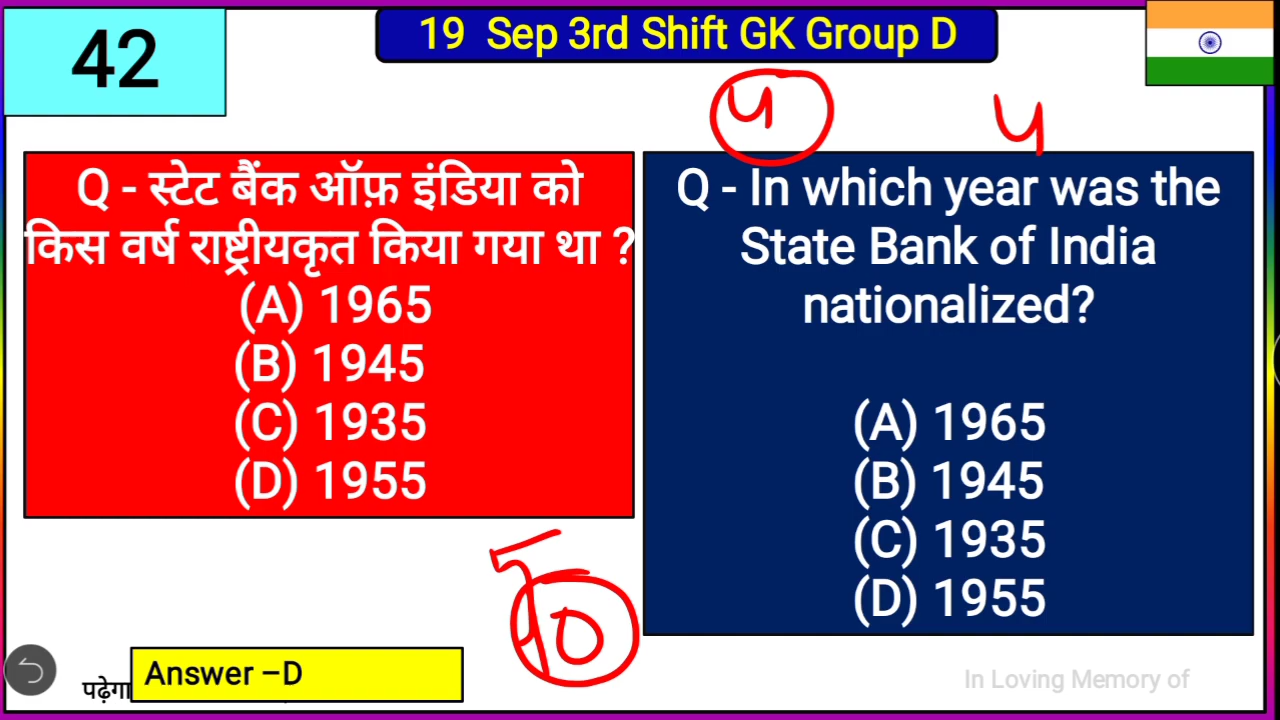 42
19 Sep 3rd Shift GK Group D
Q - स्टेट बैंक ऑफ़ इंडिया को
किस वर्ष राष्ट्रीयकृत किया गया था ?
(A) 1965
(B) 1945
(C) 1935
(D) 1955
Q - In which year was the
State Bank of India
nationalized?
(A) 1965
(B) 1945
(C) 1935
(D) 1955
पढ़ेगा
Answer –D
In Loving Memory of